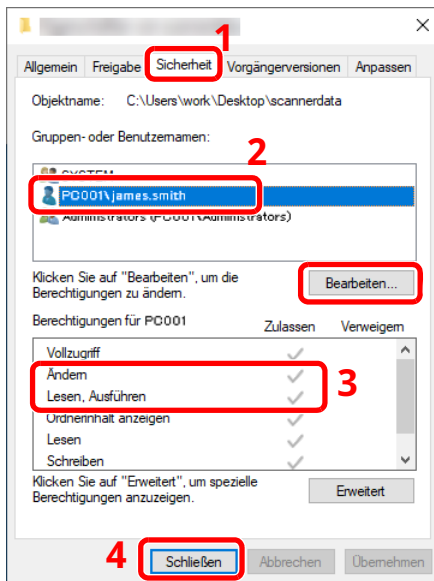 1
Allgemein Freigabe Sicherheit Vorgängerversionen Anpassen
Objektname: C:\Users\work\Desktop\scannerdata
Gruppen- oder Benutzernamen:
2
SYSTEM
PC001\james.smith
Administrators (PC001\Administrators)
Klicken Sie auf "Bearbeiten", um die
Berechtigungen zu ändern.
Bearbeiten...
Berechtigungen für PC001 Zulassen Verweigern
Vollzugriff
Ändern
Lesen, Ausführen
3
Ordnerinhalt anzeigen
Lesen
Schreiben
Klicken Sie auf "Erweitert", um spezielle
Berechtigungen anzuzeigen.
Erweitert
4
Schließen Abbrechen Übernehmen